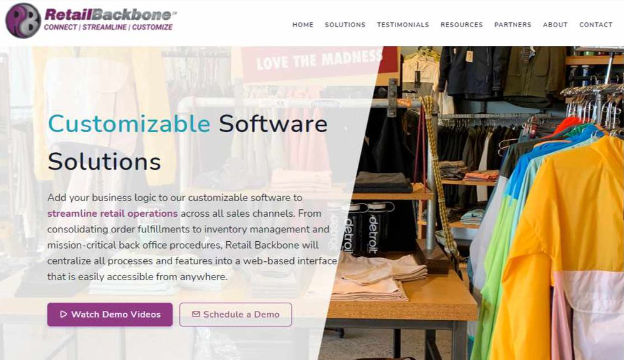 RetailBackbone
CONNECT | STREAMLINE | CUSTOMIZE
HOME SOLUTIONS TESTIMONIALS RESOURCES PARTNERS ABOUT CONTACT
LOVE THE MADNESS
Customizable Software
Solutions
Add your business logic to our customizable software to
streamline retail operations across all sales channels. From
consolidating order fulfillments to inventory management and
mission-critical back office procedures, Retail Backbone will
centralize all processes and features into a web-based interface
that is easily accessible from anywhere.
detroit
detroit
Watch Demo Videos
Schedule a Demo